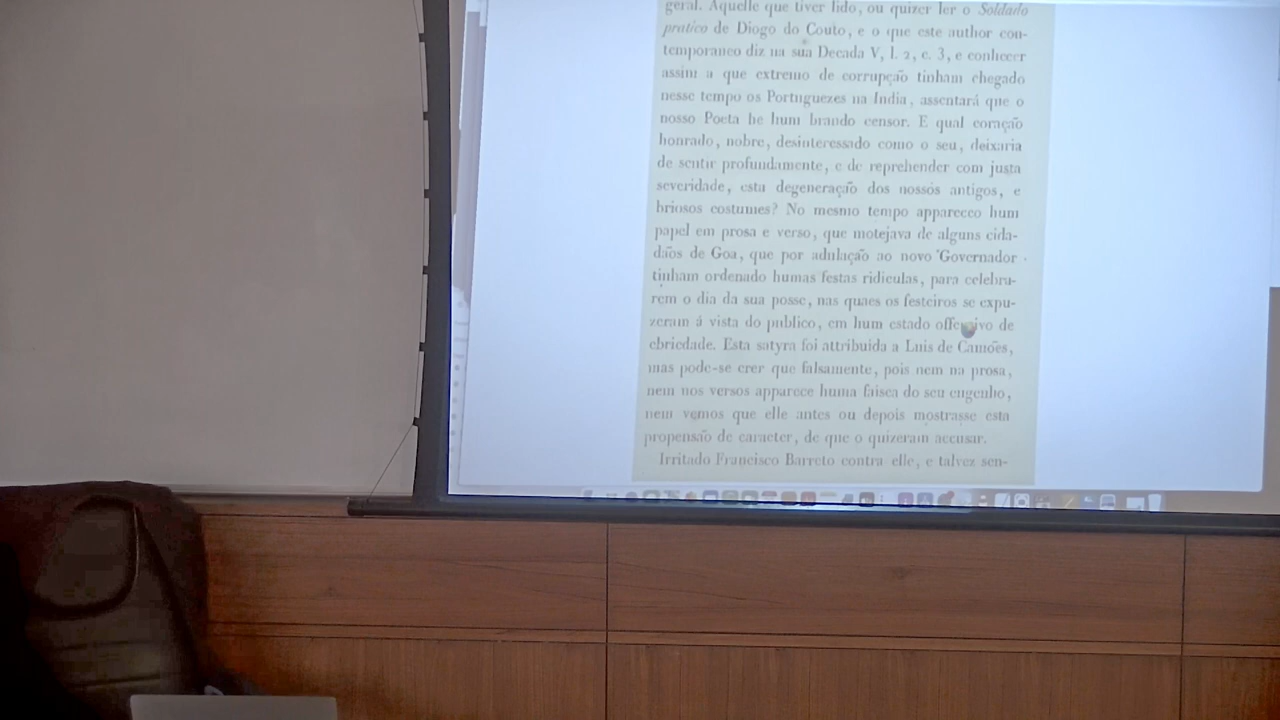 geral. Aquelle que tiver lido, ou quizer ler o Soldado
pratico de Diogo do Couto, e o que este author con-
temporaneo diz na sua Decada V, l. 2, c. 3, e conhecer
assim a que extremo de corrupção tinham chegado
nesse tempo os Portuguezes na India, assentará que o
nosso Poeta he hum brando censor. E qual coração
honrado, nobre, desinteressado como o seu, deixaria
de sentir profundamente, e de reprehender com justa
severidade, esta degeneração dos nossos antigos, e
briosos costumes? No mesmo tempo appareceo hum
papel em prosa e verso, que motejava de alguns cida-
dãos de Goa, que por adulação ao novo Governador
tinham ordenado humas festas ridiculas, para celebra-
rem o dia da sua posse, nas quaes os festeiros se expu-
zeram á vista do publico, em hum estado offensivo de
ebriedade. Esta satyra foi attribuida a Luis de Camões,
mas pode-se crer que falsamente, pois nem na prosa,
nem nos versos apparece huma faisca do seu engenho,
nem vemos que elle antes ou depois mostrasse esta
propensão de caracter, de que o quizeram accusar.
Irritado Francisco Barreto contra elle, e talvez sen-